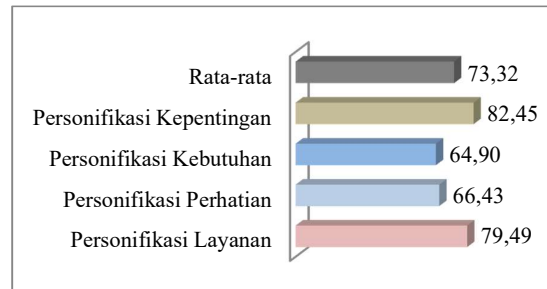 Rata-rata 73,32
Personifikasi Kepentingan 82,45
Personifikasi Kebutuhan 64,90
Personifikasi Perhatian 66,43
Personifikasi Layanan 79,49